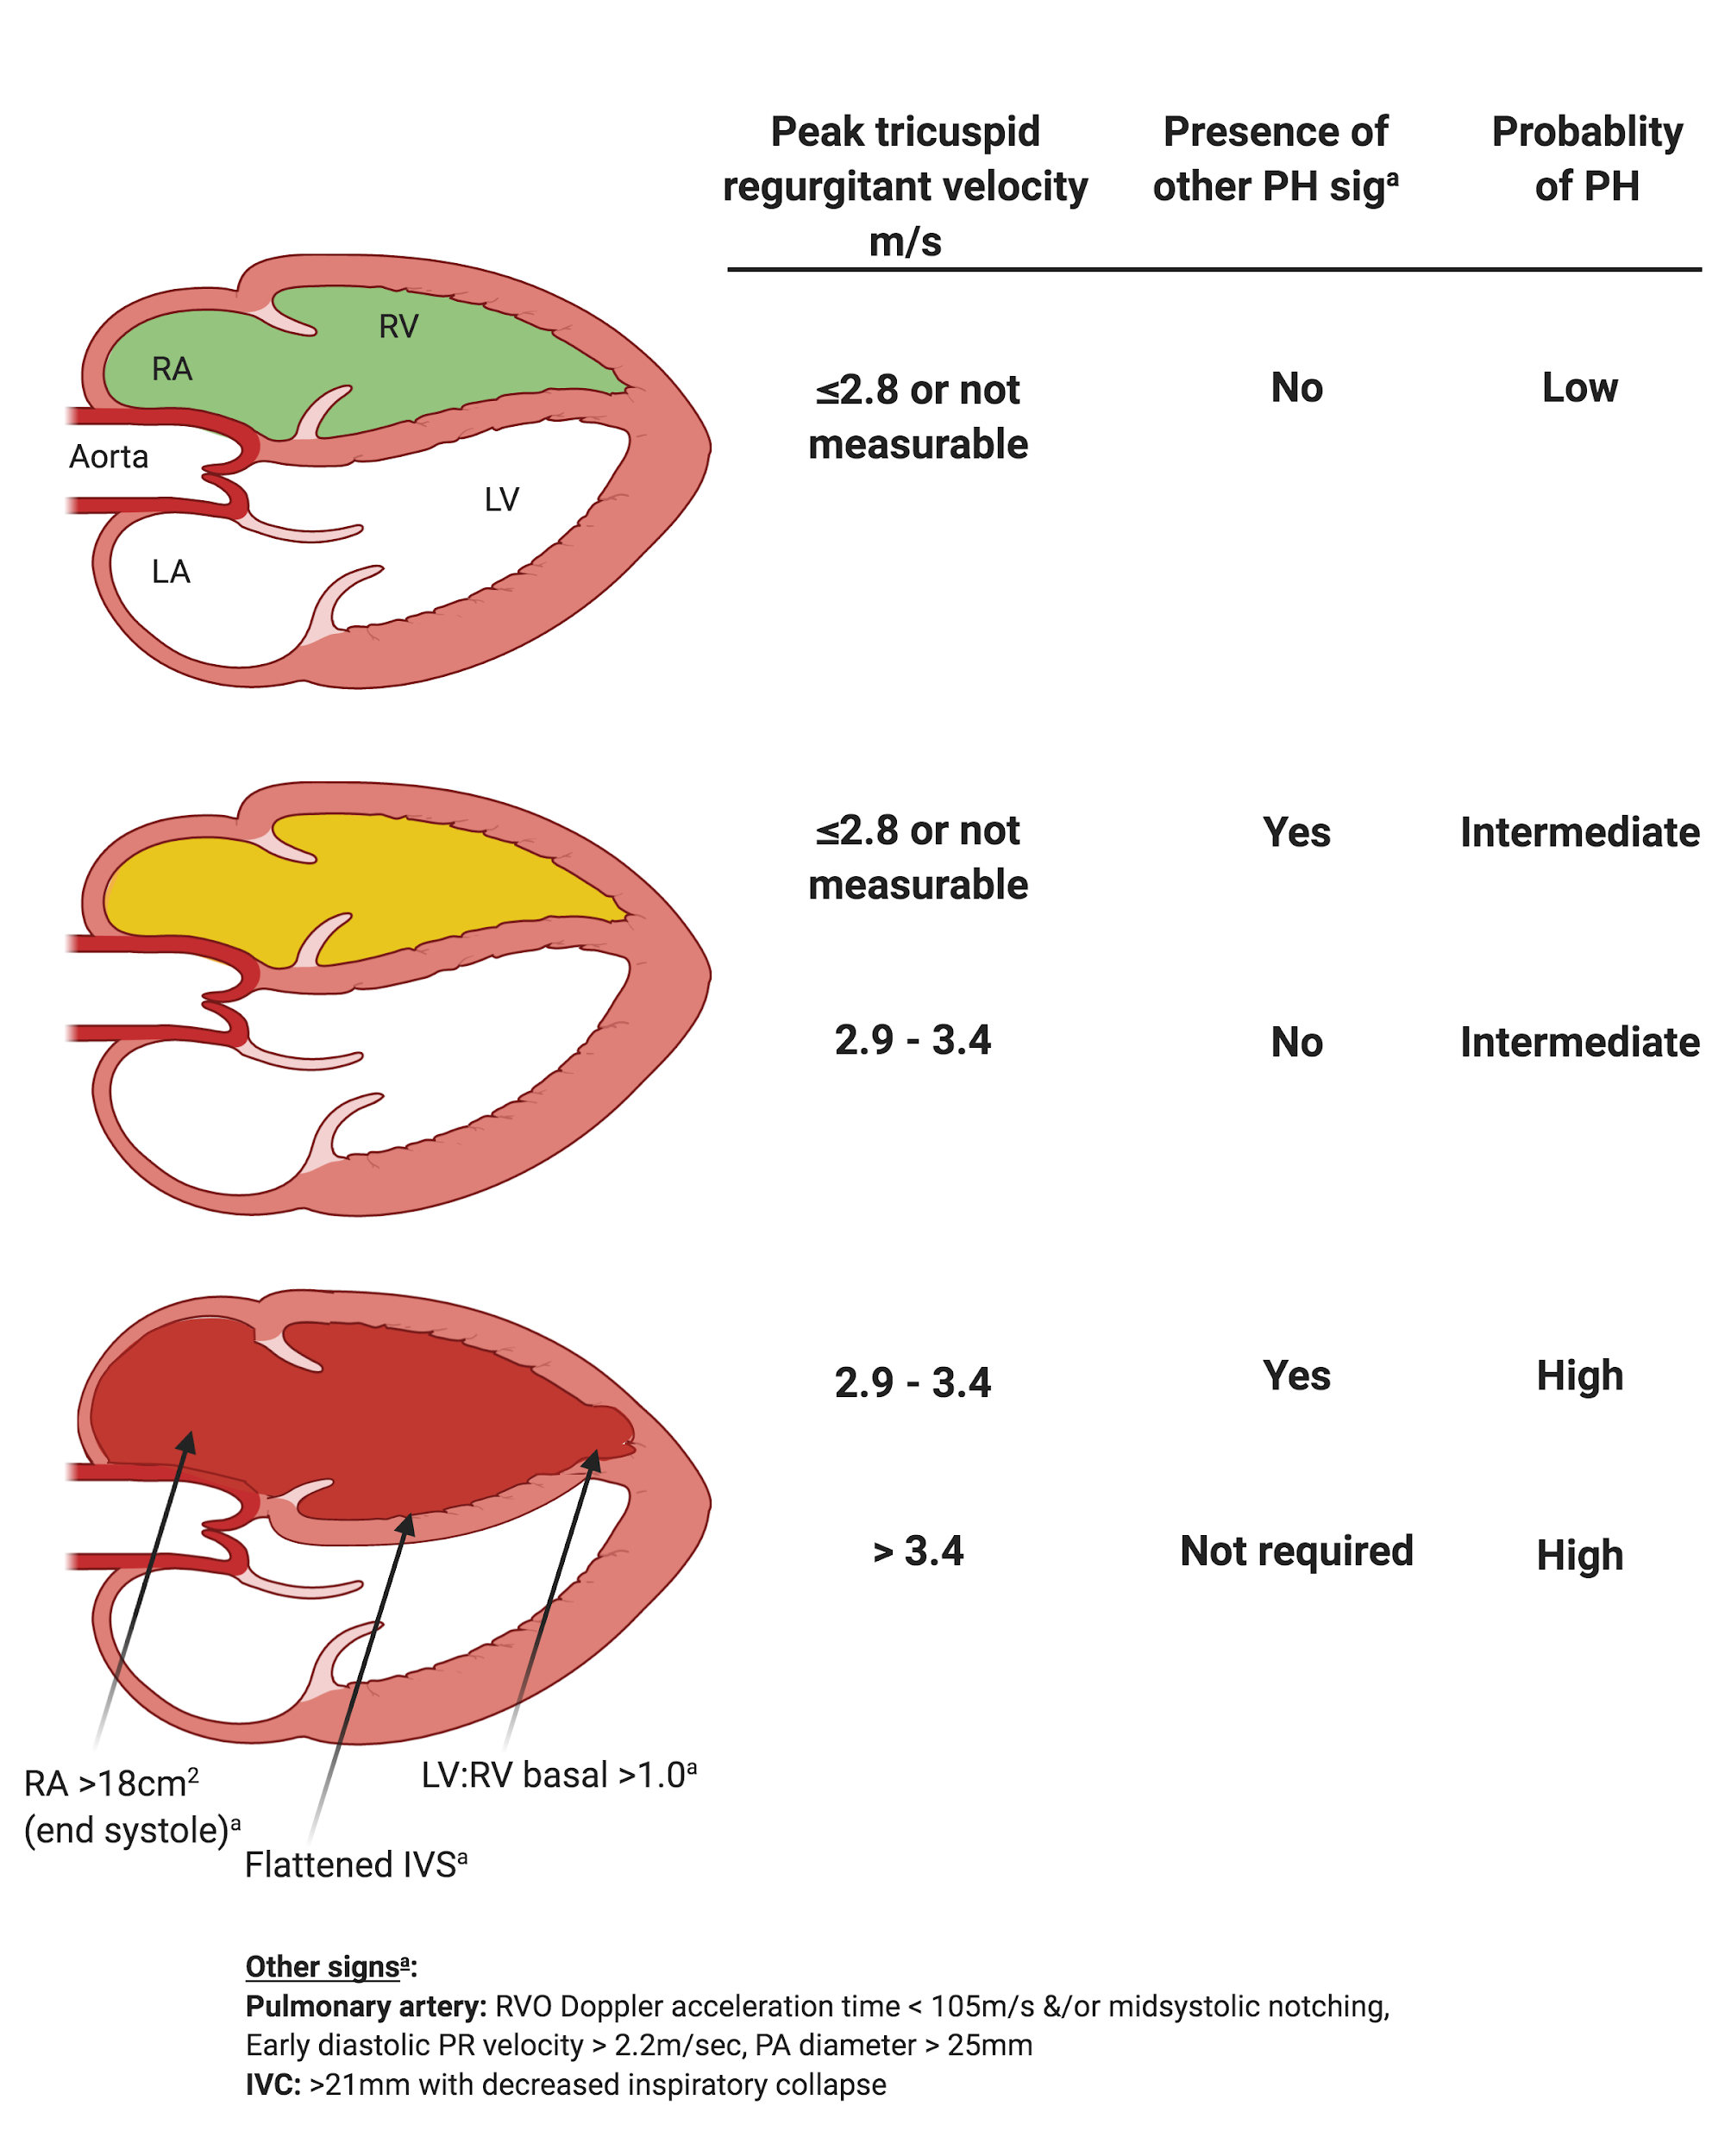 Peak tricuspid
regurgitant velocity
m/s
Presence of
other PH sigᵃ
Probablity
of PH
RV
RA
Aorta
LV
LA
≤2.8 or not
measurable
No
Low
≤2.8 or not
measurable
Yes
Intermediate
2.9 - 3.4
No
Intermediate
2.9 - 3.4
Yes
High
> 3.4
Not required
High
RA >18cm²
(end systole)ᵃ
LV:RV basal >1.0ᵃ
Flattened IVSᵃ
Other signsᵃ:
Pulmonary artery: RVO Doppler acceleration time < 105m/s &/or midsystolic notching,
Early diastolic PR velocity > 2.2m/sec, PA diameter > 25mm
IVC: >21mm with decreased inspiratory collapse